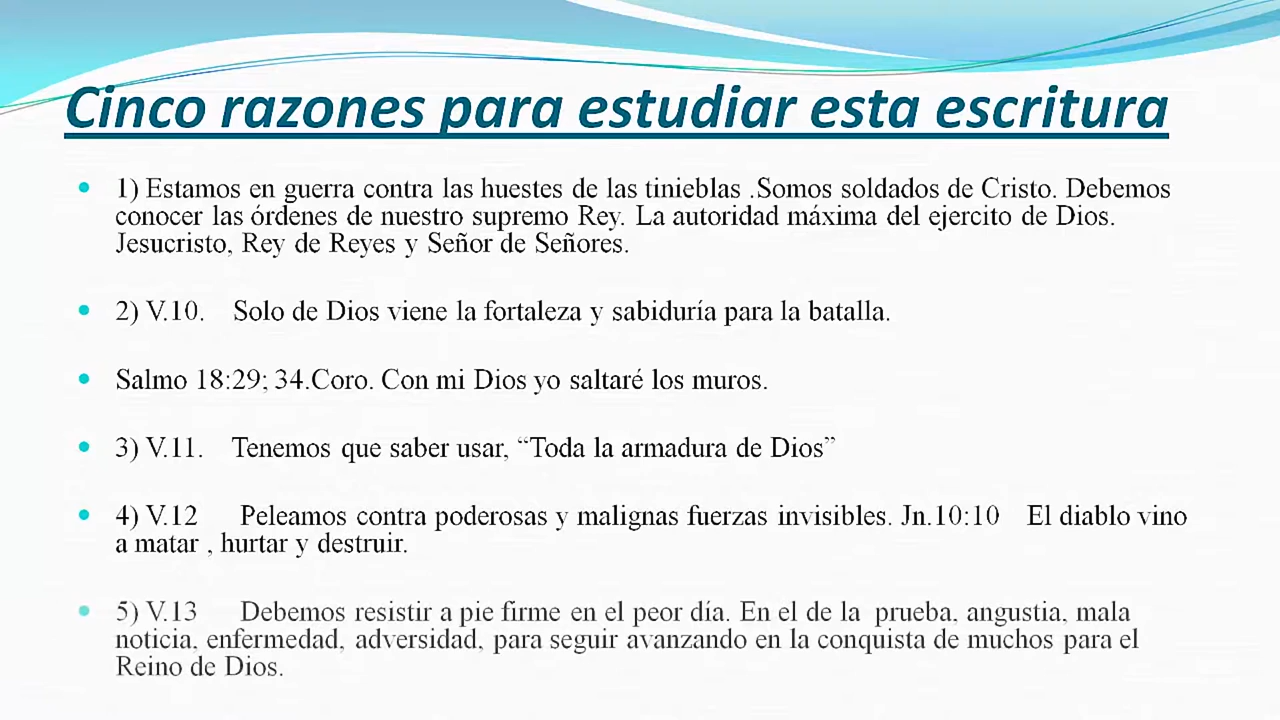 Cinco razones para estudiar esta escritura
1) Estamos en guerra contra las huestes de las tinieblas .Somos soldados de Cristo. Debemos
conocer las órdenes de nuestro supremo Rey. La autoridad máxima del ejercito de Dios.
Jesucristo, Rey de Reyes y Señor de Señores.
2) V.10. Solo de Dios viene la fortaleza y sabiduría para la batalla.
Salmo 18:29; 34.Coro. Con mi Dios yo saltaré los muros.
3) V.11. Tenemos que saber usar, “Toda la armadura de Dios”
4) V.12 Peleamos contra poderosas y malignas fuerzas invisibles. Jn.10:10 El diablo vino
a matar , hurtar y destruir.
5) V.13 Debemos resistir a pie firme en el peor día. En el de la prueba, angustia, mala
noticia, enfermedad, adversidad, para seguir avanzando en la conquista de muchos para el
Reino de Dios.